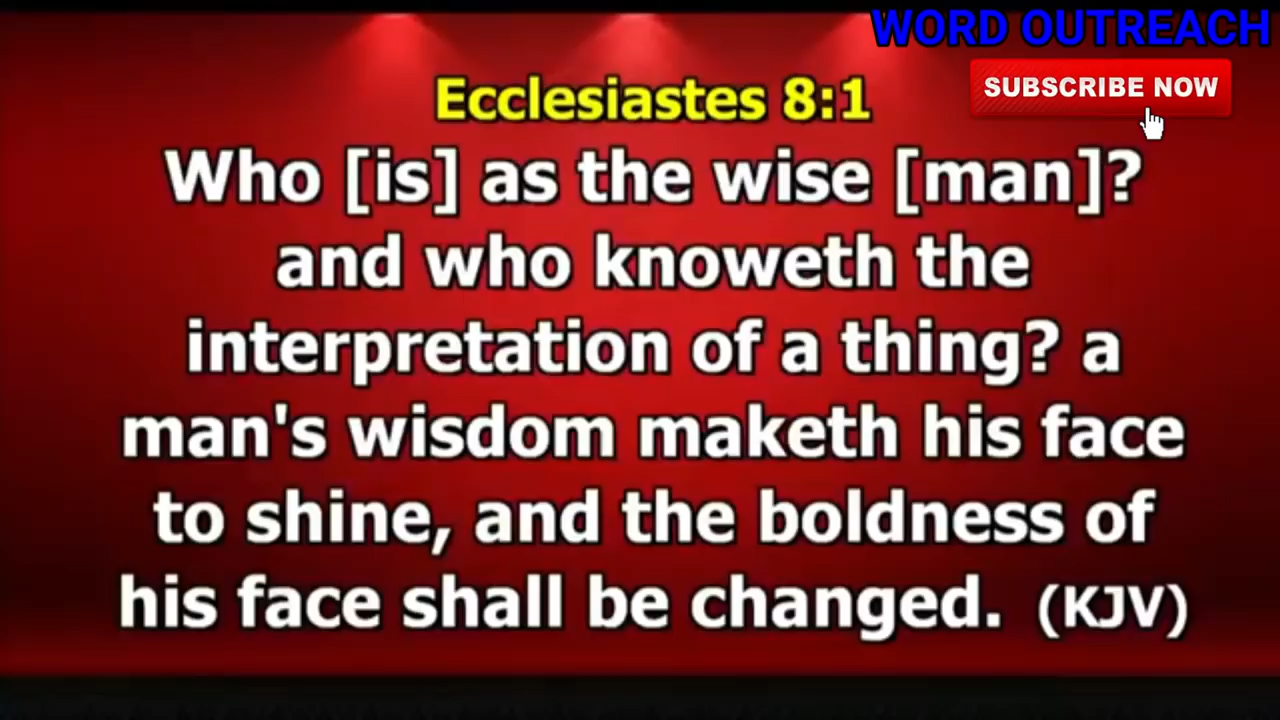 WORD OUTREACH
SUBSCRIBE NOW
Ecclesiastes 8:1
Who [is] as the wise [man]?
and who knoweth the
interpretation of a thing? a
man's wisdom maketh his face
to shine, and the boldness of
his face shall be changed. (KJV)